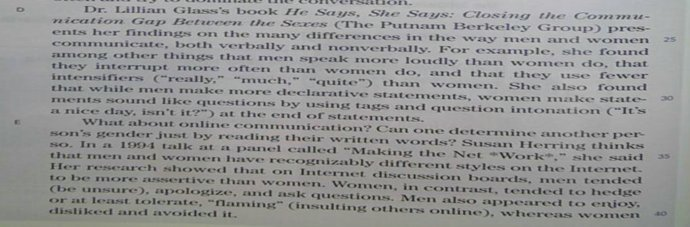 the conversation.
D Dr. Lillian Glass's book He Says, She Says: Closing the Commu-
nication Gap Between the Sexes (The Putnam Berkeley Group) pres-
ents her findings on the many differences in the way men and women 25
communicate, both verbally and nonverbally. For example, she found
among other things that men speak more loudly than women do, that
they interrupt more often than women do, and that they use fewer
intensifiers ("really," "much," "quite") than women. She also found
that while men make more declarative statements, women make state- 30
ments sound like questions by using tags and question intonation ("It's
a nice day, isn't it?") at the end of statements.
E What about online communication? Can one determine another per-
son's gender just by reading their written words? Susan Herring thinks
so. In a 1994 talk at a panel called "Making the Net *Work*," she said 35
that men and women have recognizably different styles on the Internet.
Her research showed that on Internet discussion boards, men tended
to be more assertive than women. Women, in contrast, tended to hedge
(be unsure), apologize, and ask questions. Men also appeared to enjoy,
or at least tolerate, "flaming" (insulting others online), whereas women
disliked and avoided it. 40